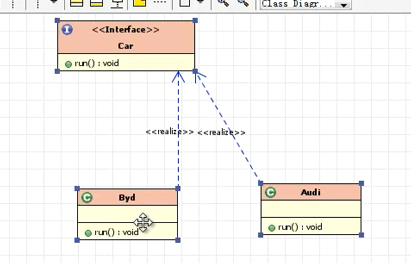 Class Diagr...
I
<<Interface>>
Car
run() : void
<<realize>>
<<realize>>
C
Byd
run() : void
C
Audi
run() : void